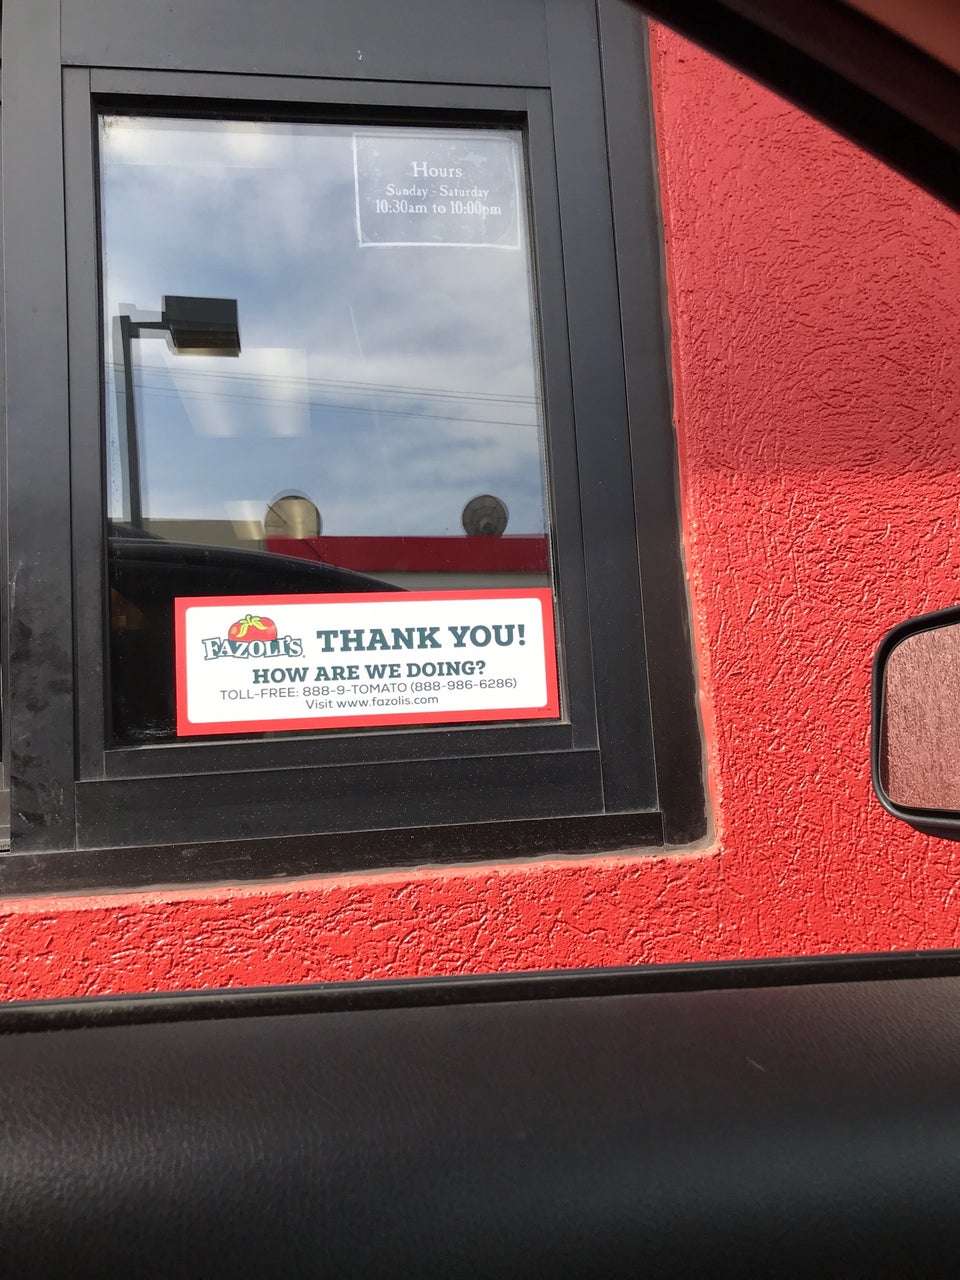 Hours
Sunday - Saturday
10:30am to 10:00pm
FAZOLI'S
THANK YOU!
HOW ARE WE DOING?
TOLL-FREE: 888-9-TOMATO (888-986-6286)
Visit www.fazolis.com